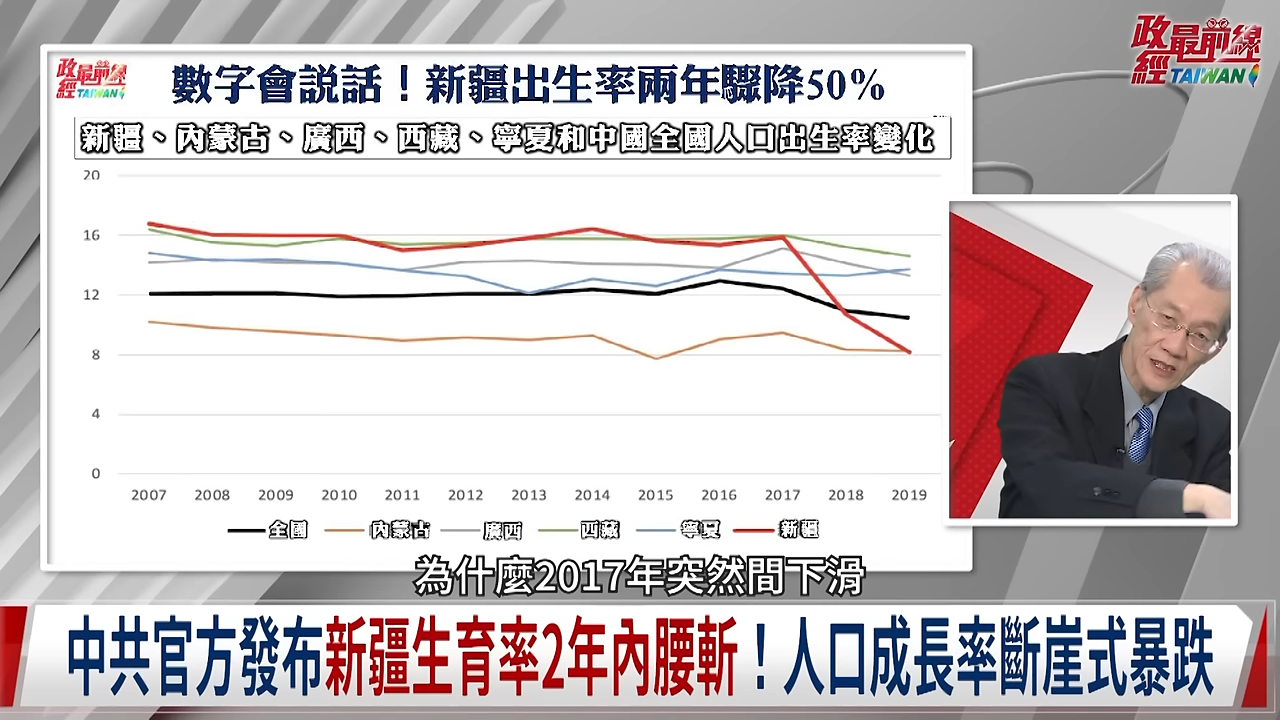 政經最前線
TAIWAN
政經最前線
TAIWAN
數字會說話！新疆出生率兩年驟降50%
新疆、內蒙古、廣西、西藏、寧夏和中國全國人口出生率變化
20
16
12
8
4
0
2007 2008 2009 2010 2011 2012 2013 2014 2015 2016 2017 2018 2019
全國 內蒙古 廣西 西藏 寧夏 新疆
為什麼2017年突然間下滑
中共官方發布新疆生育率2年內腰斬！人口成長率斷崖式暴跌